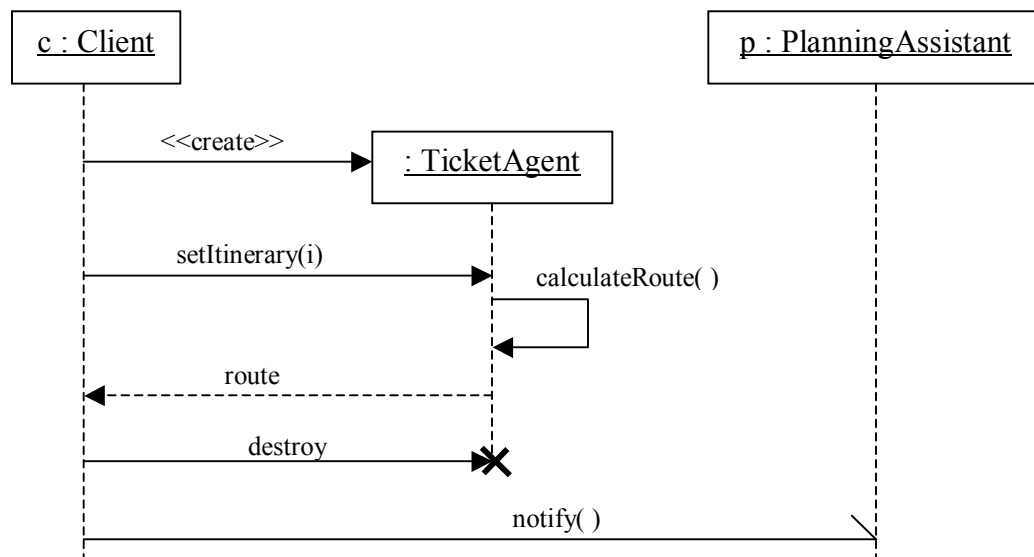 c : Client
p : PlanningAssistant
<<create>>
: TicketAgent
setItinerary(i)
calculateRoute( )
route
destroy
notify( )